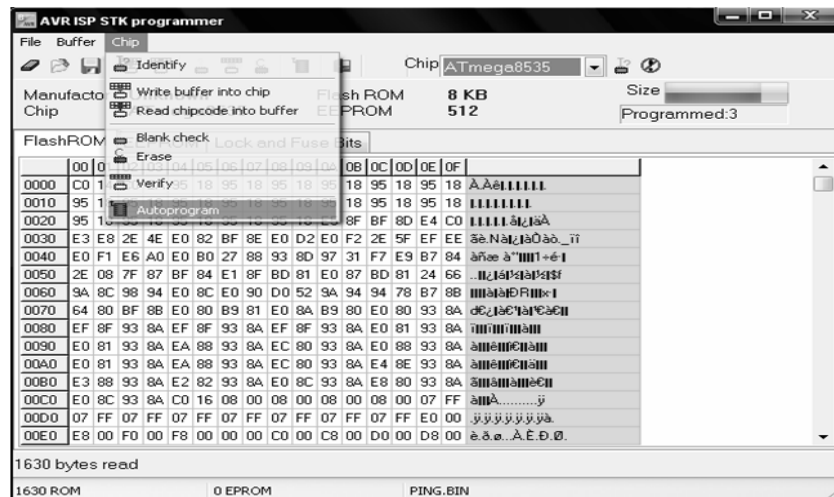 AVR ISP STK programmer
File Buffer Chip
Identify
Chip ATmega8535
Write buffer into chip
Flash ROM 8 KB
Size
Read chipcode into buffer
EEPROM 512
Programmed:3
Manufacto
Chip
Blank check
FlashROM
Lock and Fuse Bits
Erase
Verify
Autoprogram
00 0B 0C 0D 0E 0F
0000 C0 18 95 18 95 18
0010 95 18 95 18 95 18
0020 95 8F BF 8D E4 C0
0030 E3 E8 2E 4E E0 82 BF 8E E0 D2 E0 F2 2E 5F EF EE
0040 E0 F1 E6 A0 E0 B0 27 88 93 8D 97 31 F7 E9 B7 84
0050 2E 08 7F 87 BF 84 E1 8F BD 81 E0 87 BD 81 24 66
0060 9A 8C 98 94 E0 8C E0 90 D0 52 9A 94 94 78 B7 8B
0070 64 80 BF 8B E0 80 B9 81 E0 8A B9 80 E0 80 93 8A
0080 EF 8F 93 8A EF 8F 93 8A EF 8F 93 8A E0 81 93 8A
0090 E0 81 93 8A EA 88 93 8A EC 80 93 8A E0 88 93 8A
00A0 E0 81 93 8A EA 88 93 8A EC 80 93 8A E4 8E 93 8A
00B0 E3 88 93 8A E2 82 93 8A E0 8C 93 8A E8 80 93 8A
00C0 E0 8C 93 8A C0 16 08 00 08 00 08 00 08 00 07 FF
00D0 07 FF 07 FF 07 FF 07 FF 07 FF 07 FF 07 FF E0 00
00E0 E8 00 F0 00 F8 00 00 00 C0 00 C8 00 D0 00 D8 00 è.ð.ø...À.È.Ð.Ø.
1630 bytes read
1630 ROM 0 EPROM PING.BIN